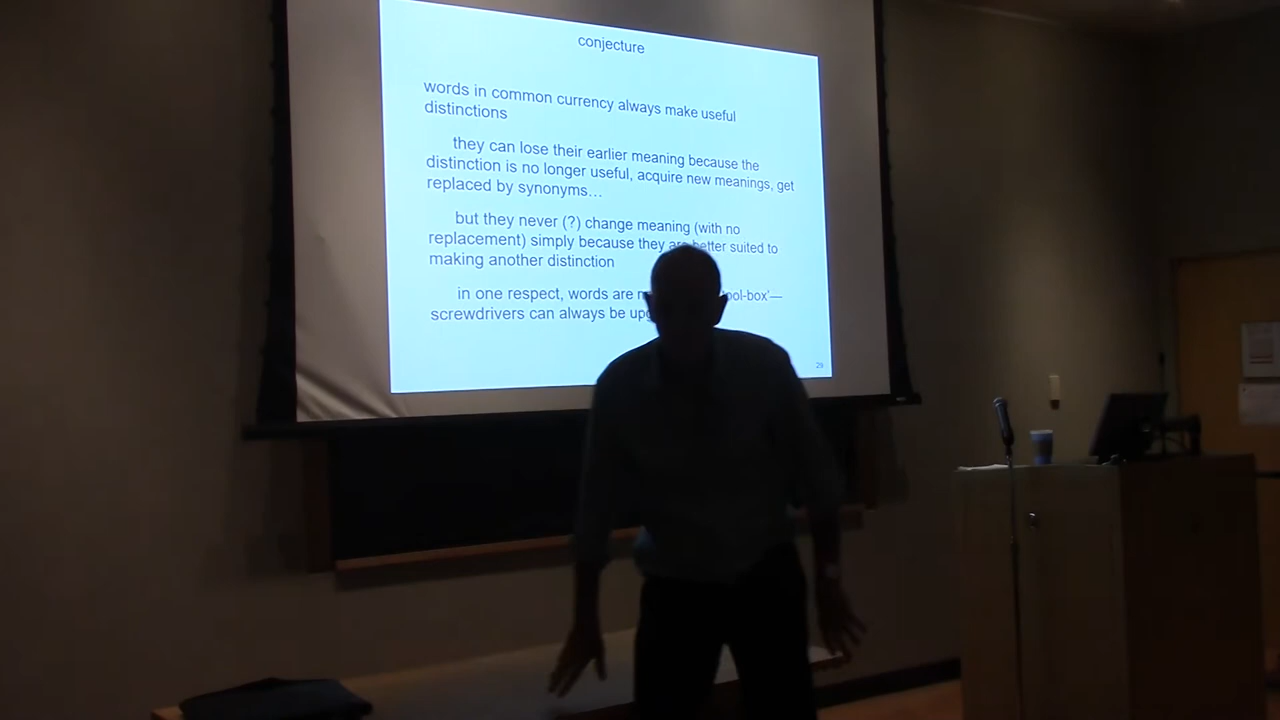 conjecture
words in common currency always make useful
distinctions
they can lose their earlier meaning because the
distinction is no longer useful, acquire new meanings, get
replaced by synonyms…
but they never (?) change meaning (with no
replacement) simply because they are better suited to
making another distinction
in one respect, words are
screwdrivers can always be
29